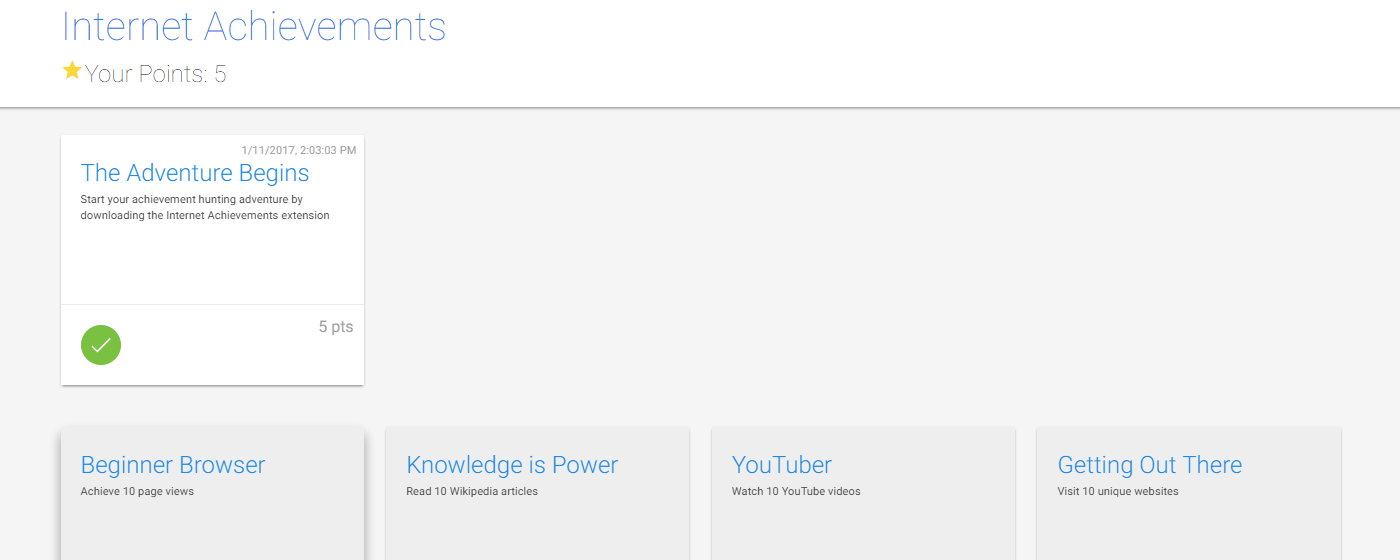 Internet Achievements
Your Points: 5
1/11/2017, 2:03:03 PM
The Adventure Begins
Start your achievement hunting adventure by
downloading the Internet Achievements extension
5 pts
Beginner Browser
Achieve 10 page views
Knowledge is Power
Read 10 Wikipedia articles
YouTuber
Watch 10 YouTube videos
Getting Out There
Visit 10 unique websites